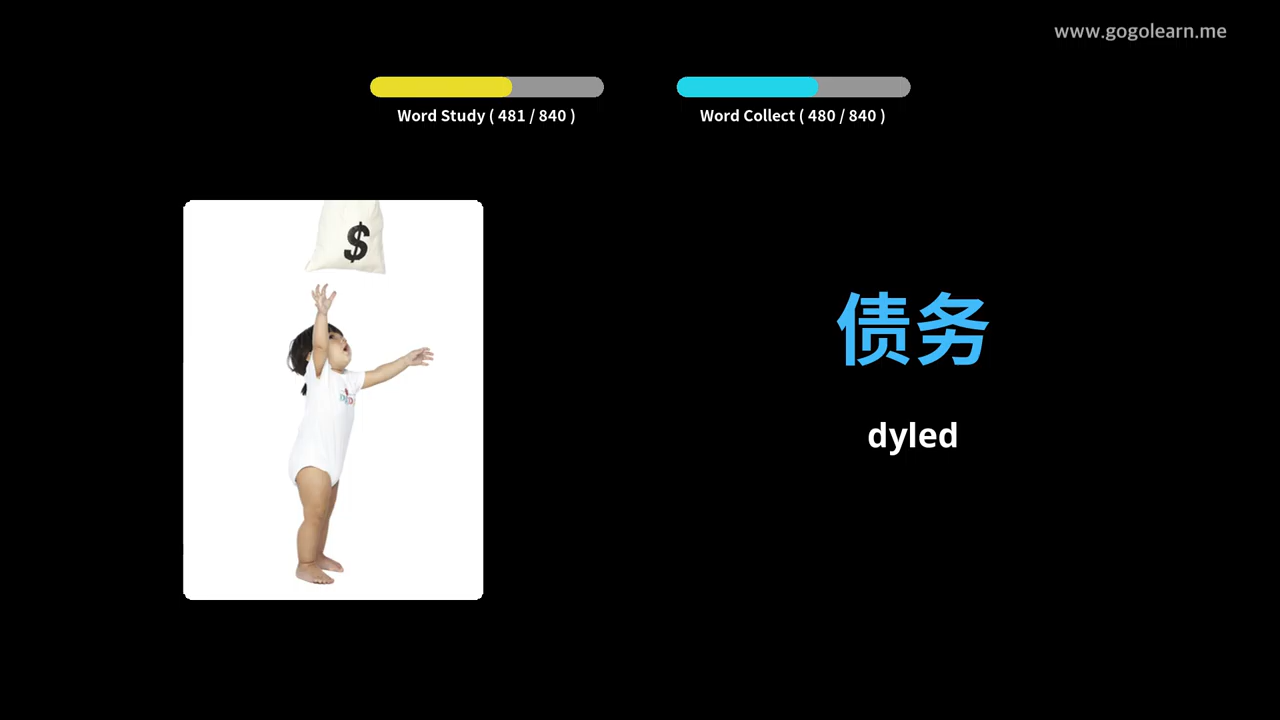 www.gogolearn.me
Word Study ( 481 / 840 )
Word Collect ( 480 / 840 )
$
债务
dyled